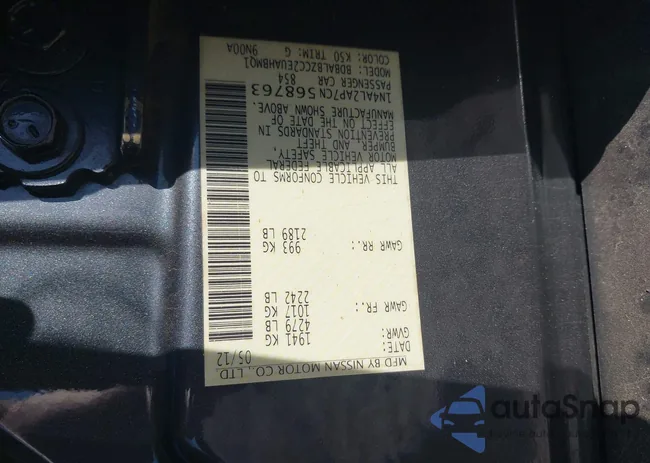 MFD BY NISSAN MOTOR CO., LTD.
DATE: 05/12
GVWR: 1941 KG
4279 LB
GAWR FR.: 1017 KG
2242 LB
GAWR RR.: 993 KG
2189 LB
THIS VEHICLE CONFORMS TO
ALL APPLICABLE FEDERAL
MOTOR VEHICLE SAFETY,
BUMPER, AND THEFT
PREVENTION STANDARDS IN
EFFECT ON THE DATE OF
MANUFACTURE SHOWN ABOVE.
1N4AL2AP7CN568763
PASSENGER CAR 854
MODEL: BDBALBZCC2EUAHBMQ1
COLOR: K50 TRIM: G 9N00A
autoSnap